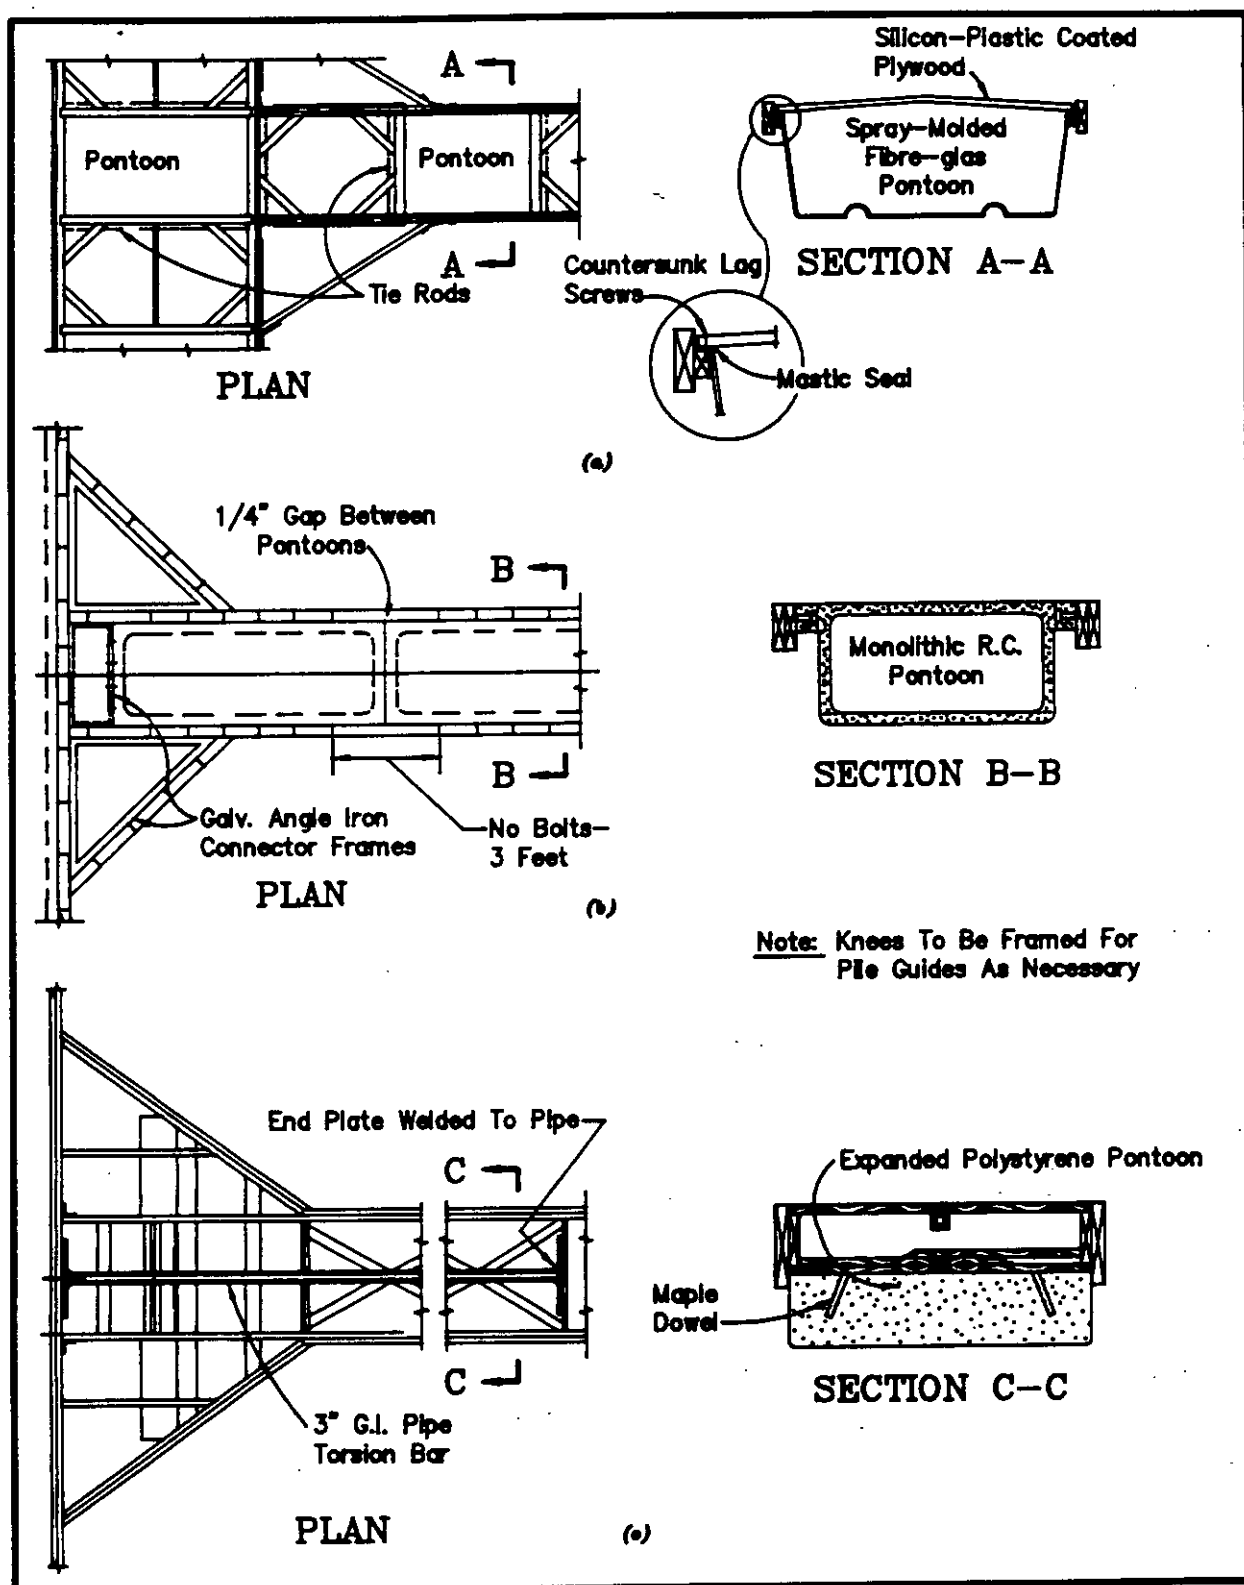 A
Silicon-Plastic Coated
Plywood
Pontoon
Pontoon
Spray-Molded
Fibre-glas
Pontoon
A
SECTION A-A
Tie Rods
Countersunk Lag
Screws
Mastic Seal
PLAN
(a)
1/4" Gap Between
Pontoons
B
Monolithic R.C.
Pontoon
B
SECTION B-B
Galv. Angle Iron
Connector Frames
No Bolts-
3 Feet
PLAN
(b)
Note: Knees To Be Framed For
Pile Guides As Necessary
End Plate Welded To Pipe
C
Expanded Polystyrene Pontoon
Maple
Dowel
C
SECTION C-C
3" G.I. Pipe
Torsion Bar
PLAN